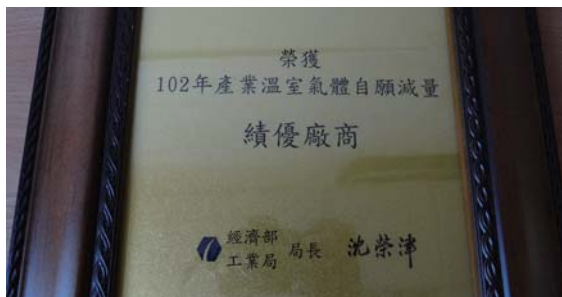 榮獲
102年產業溫室氣體自願減量
績優廠商
經濟部
工業局 局長 沈榮津